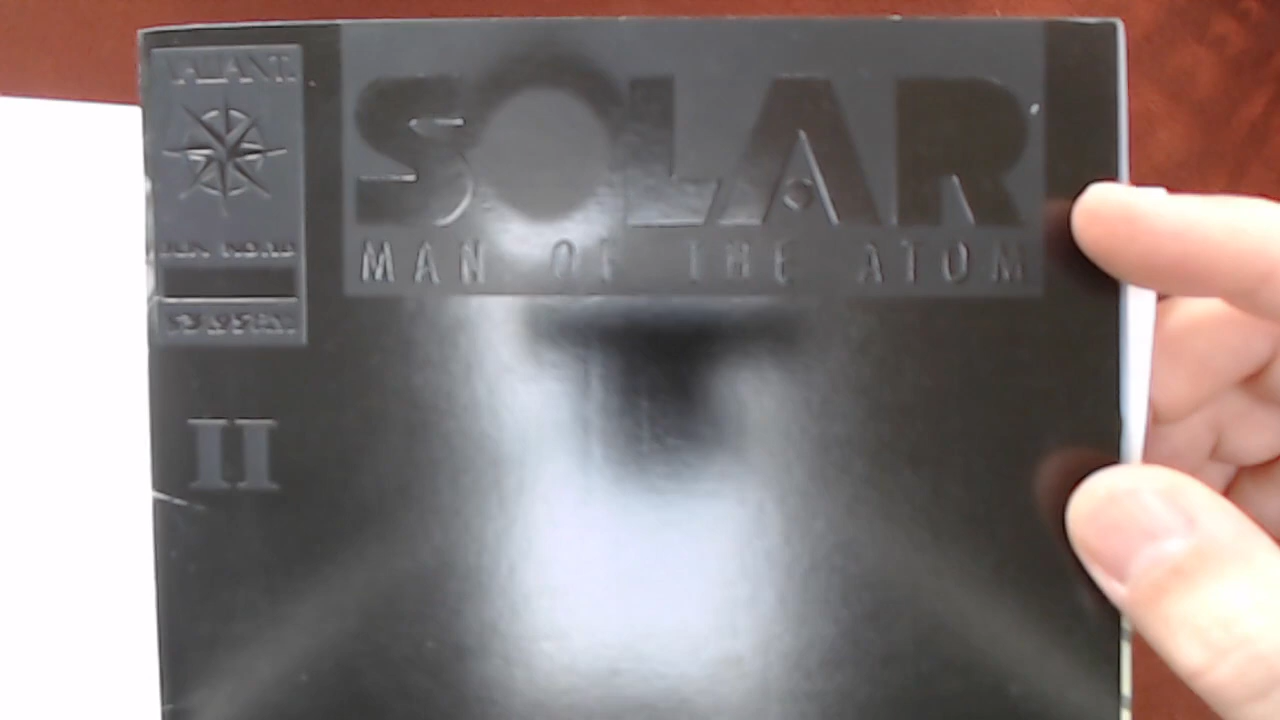 VALIANT
SOLAR
MAN OF THE ATOM
II